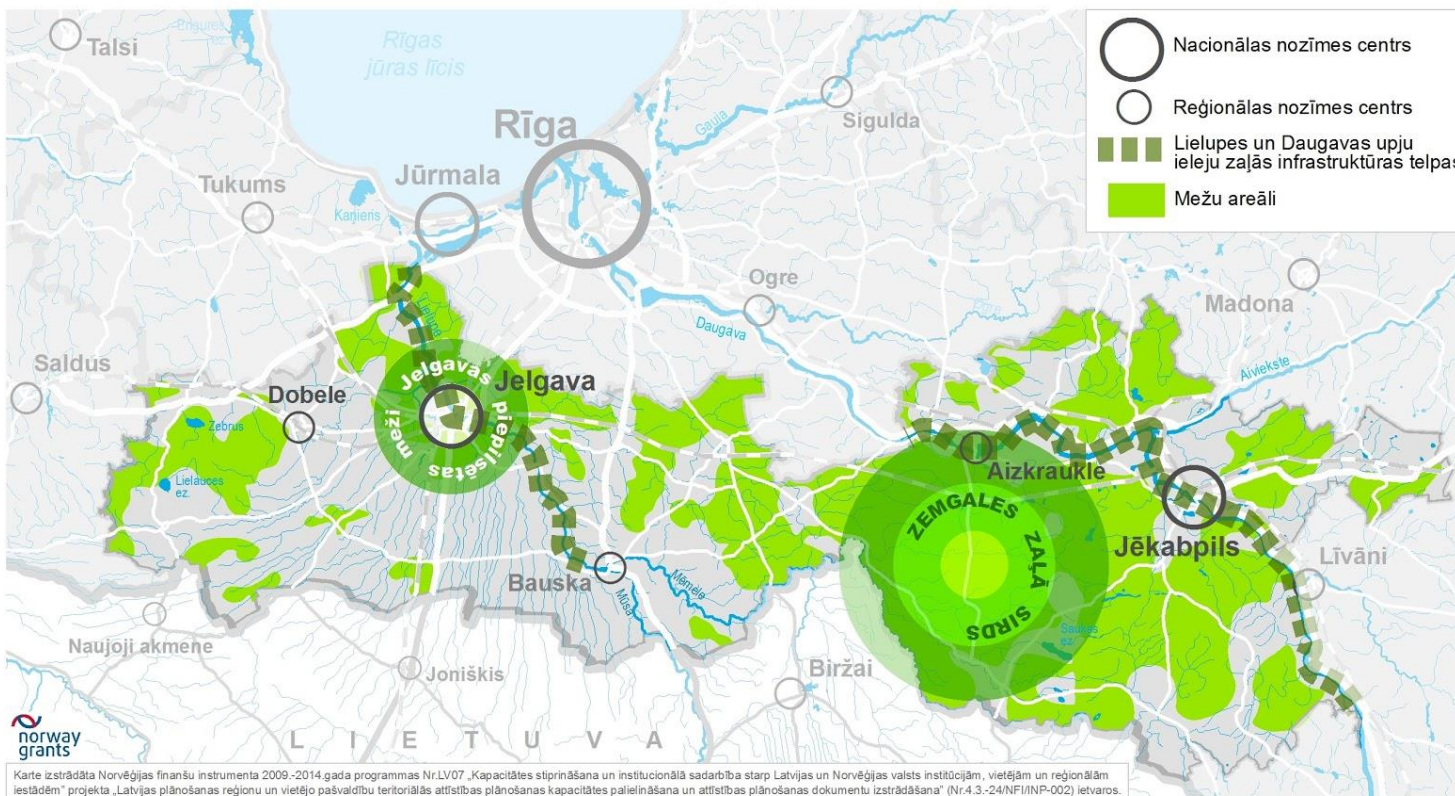 Nacionālas nozīmes centrs
Reģionālas nozīmes centrs
Lielupes un Daugavas upju
ieleju zaļās infrastruktūras telpas
Mežu areāli
Talsi
Rīgas
jūras līcis
Rīga
Gauja
Sigulda
Jūrmala
Tukums
Kaniens
Ogre
Madona
Lielupe
Daugava
Aiviekste
Saldus
Dobele
Jelgavas
piepilsētas
meži
Jelgava
Zebrus
Lielauces
ez.
Aizkraukle
ZEMGALES
ZAĻĀ
SIRDS
Jēkabpils
Līvāni
Bauska
Mēmele
Mūsa
Saukas
ez.
Naujoji akmene
Joniškis
Biržai
LIETUVA
norway
grants
Karte izstrādāta Norvēģijas finanšu instrumenta 2009.-2014.gada programmas Nr.LV07 „Kapacitātes stiprināšana un institucionālā sadarbība starp Latvijas un Norvēģijas valsts institūcijām, vietējām un reģionālām
iestādēm” projekta „Latvijas plānošanas reģionu un vietējo pašvaldību teritoriālās attīstības plānošanas kapacitātes palielināšana un attīstības plānošanas dokumentu izstrādāšana” (Nr.4.3.-24/NFI/INP-002) ietvaros.